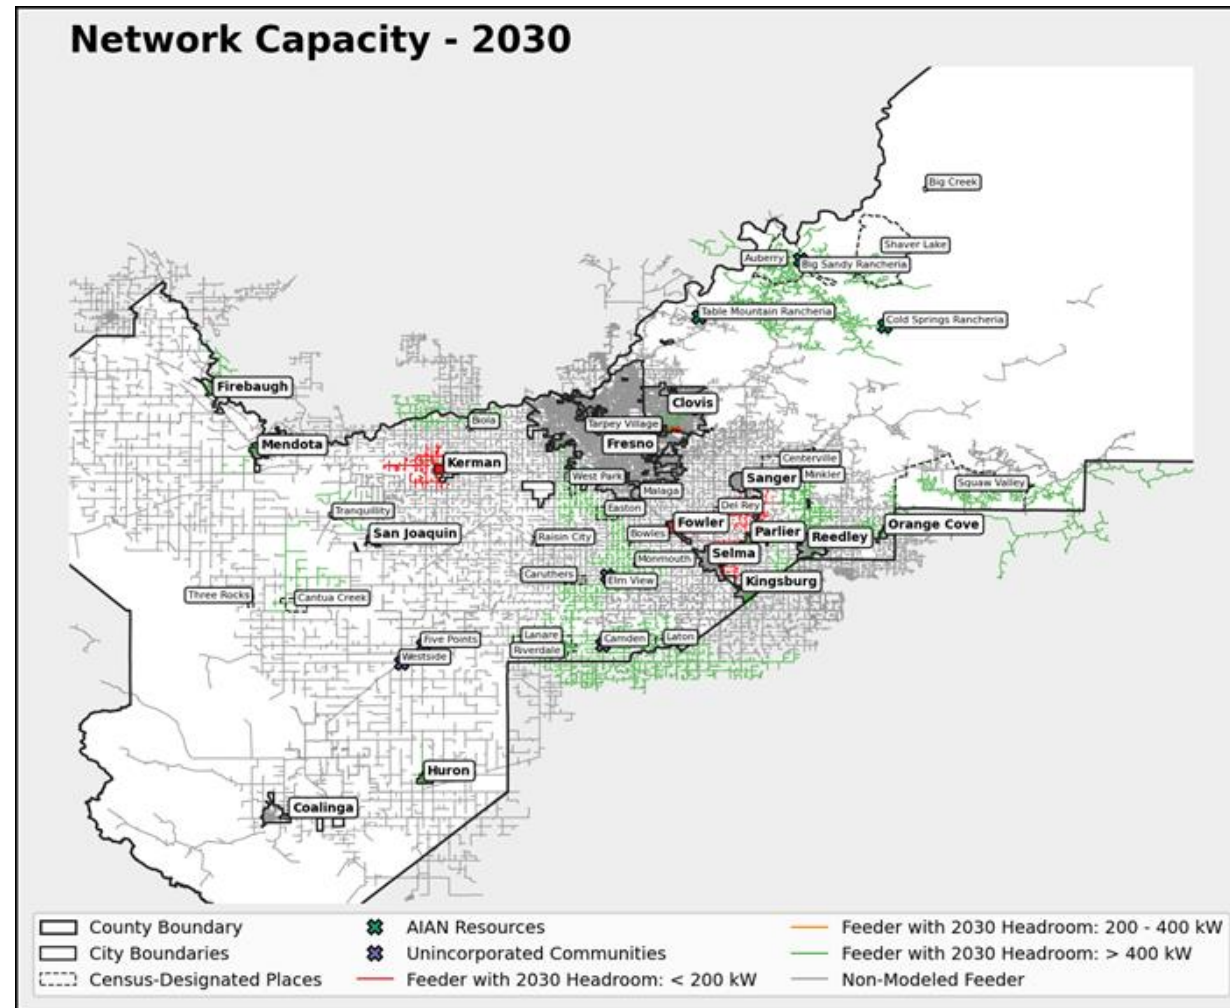 Network Capacity - 2030
Big Creek
Shaver Lake
Auberry
Big Sandy Rancheria
Table Mountain Rancheria
Cold Springs Rancheria
Firebaugh
Clovis
Biola
Tarpey Village
Mendota
Fresno
Kerman
Centerville
West Park
Sanger
Minkler
Squaw Valley
Malaga
Tranquillity
Easton
Del Rey
San Joaquin
Raisin City
Bowles
Fowler
Parlier
Reedley
Orange Cove
Selma
Monmouth
Caruthers
Elm View
Kingsburg
Three Rocks
Cantua Creek
Five Points
Lanare
Camden
Laton
Westside
Riverdale
Huron
Coalinga
County Boundary
City Boundaries
Census-Designated Places
AIAN Resources
Unincorporated Communities
Feeder with 2030 Headroom: < 200 kW
Feeder with 2030 Headroom: 200 - 400 kW
Feeder with 2030 Headroom: > 400 kW
Non-Modeled Feeder